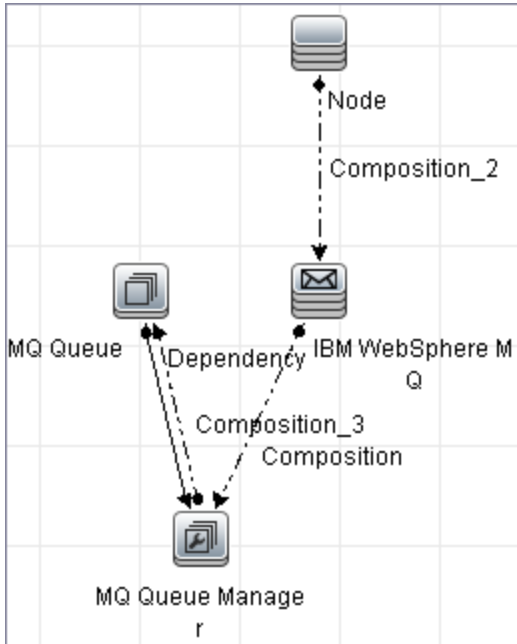 Node
Composition_2
MQ Queue
Dependency
IBM WebSphere M
Q
Composition_3
Composition
MQ Queue Manage
r